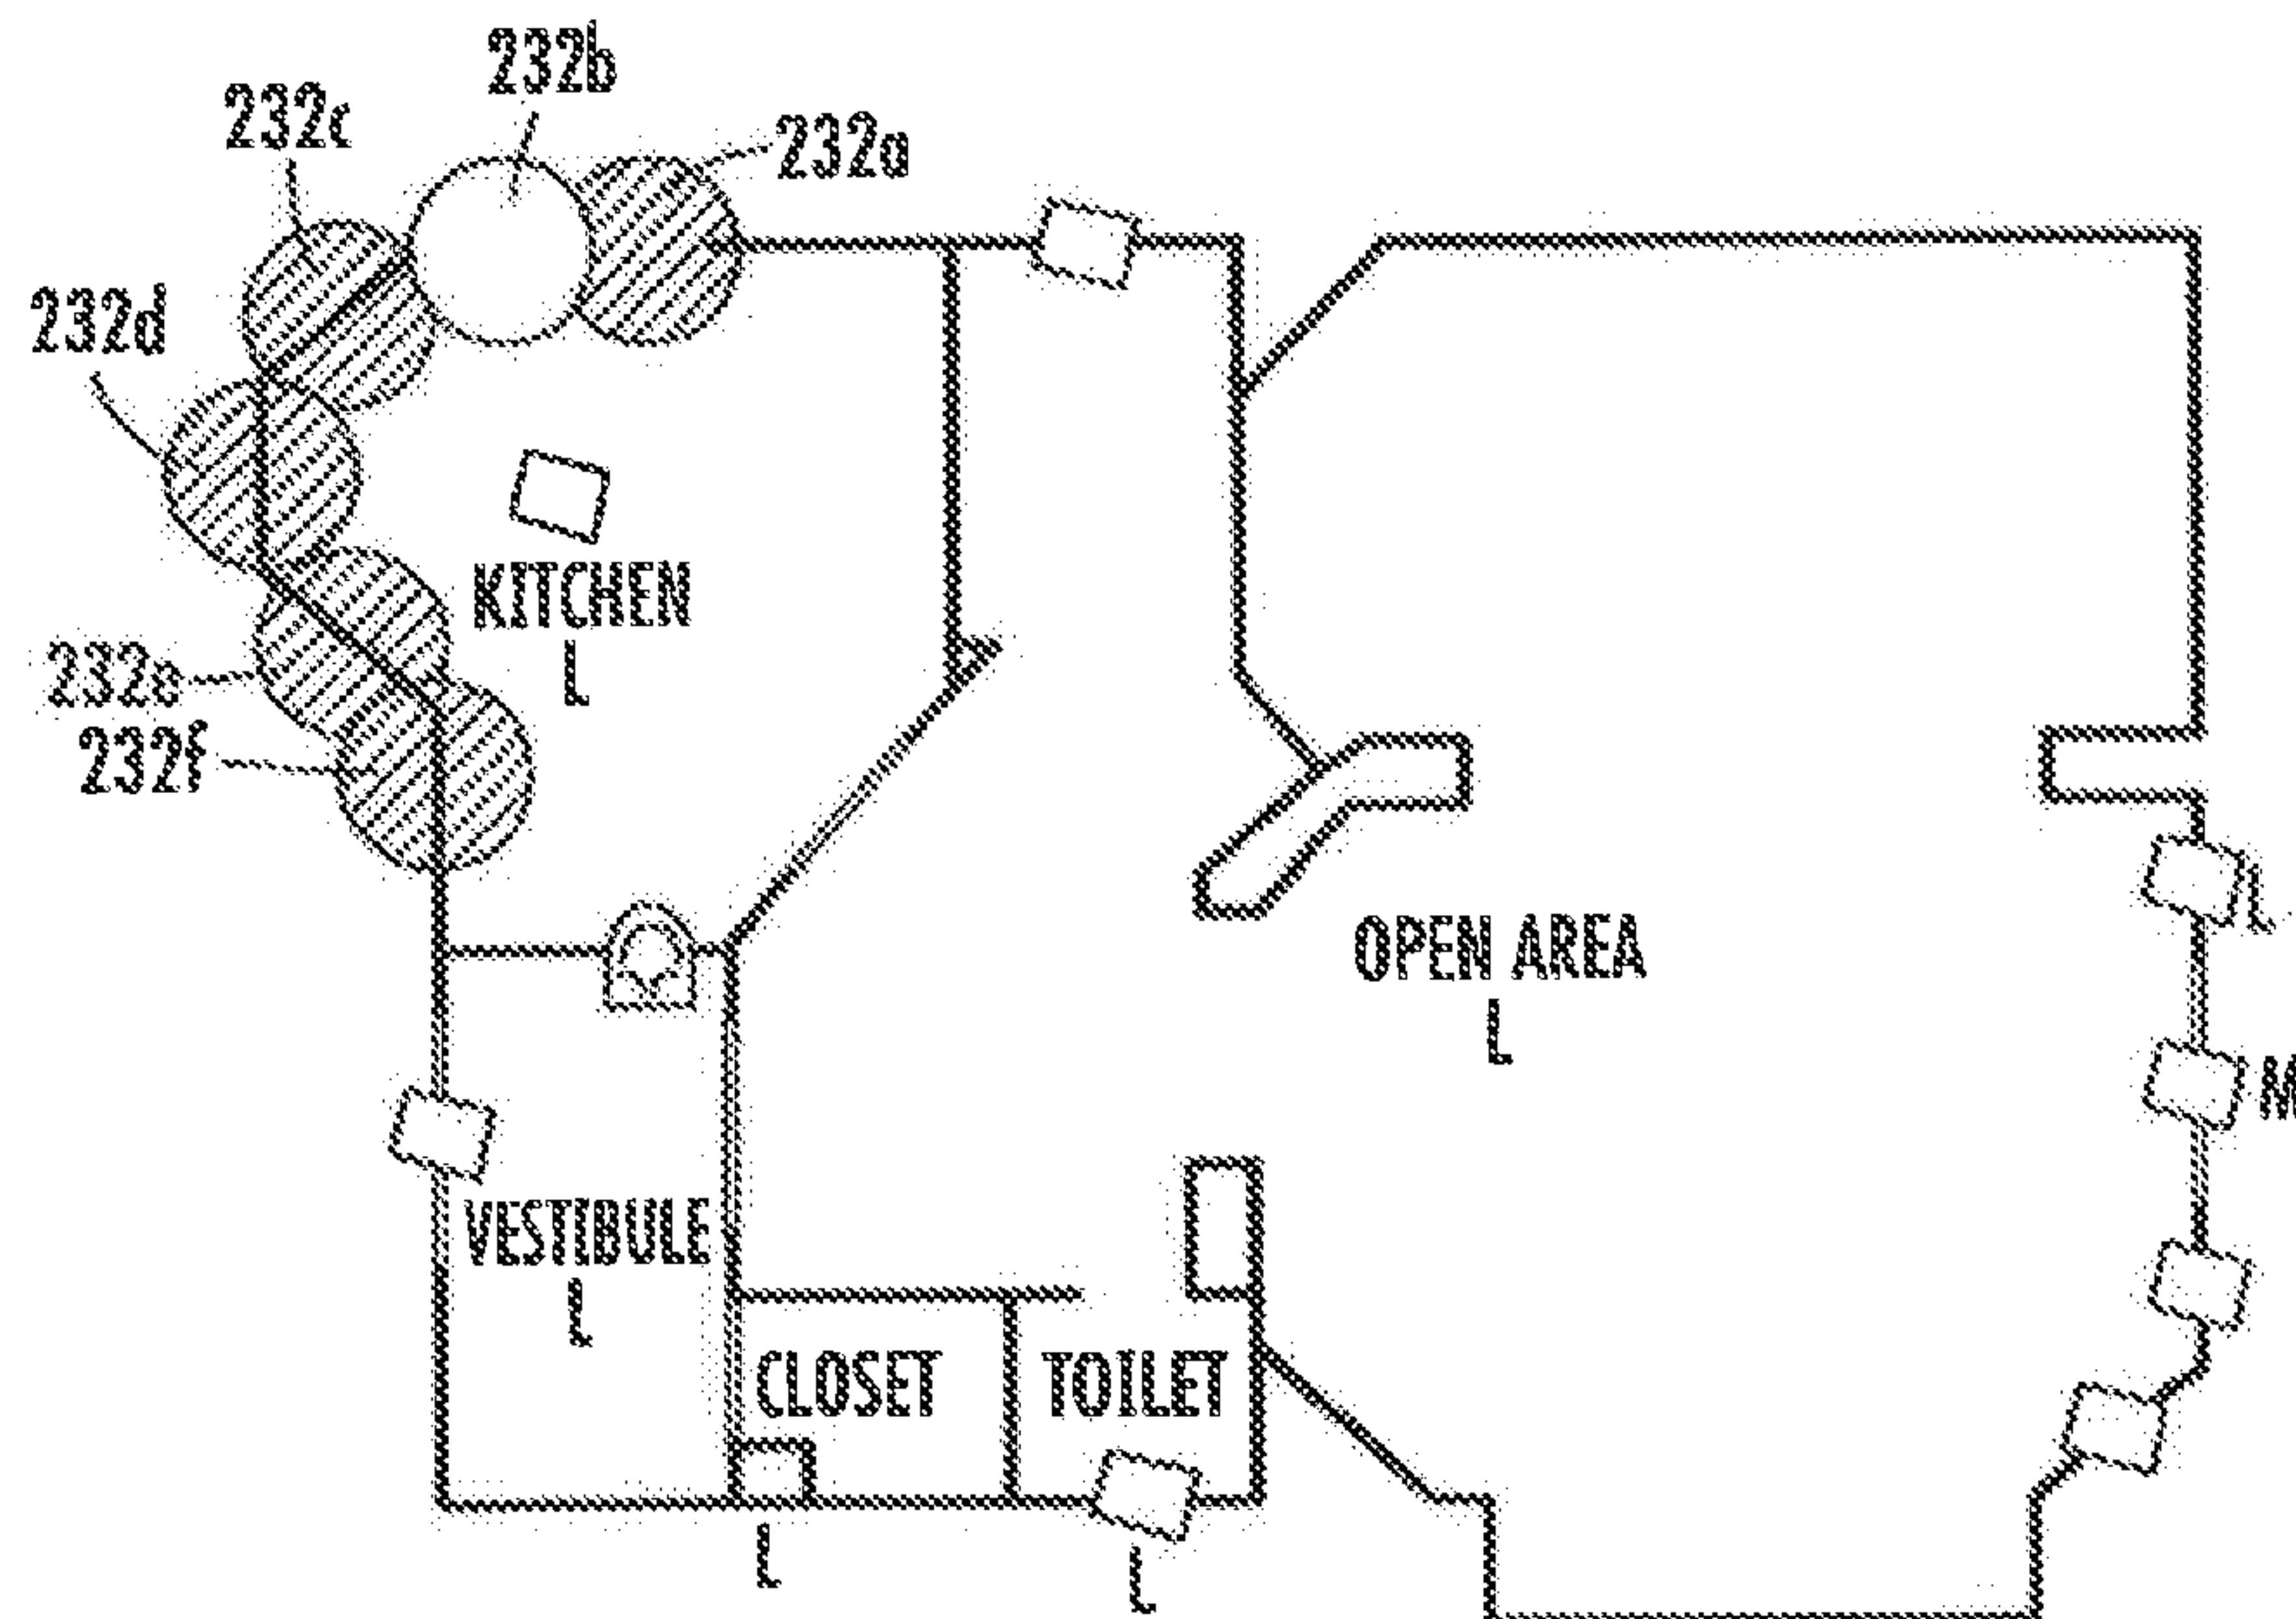 232b
232c
232a
232d
KITCHEN
L
232e
232f
OPEN AREA
L
L
M
VESTIBULE
L
CLOSET
TOILET
L
L